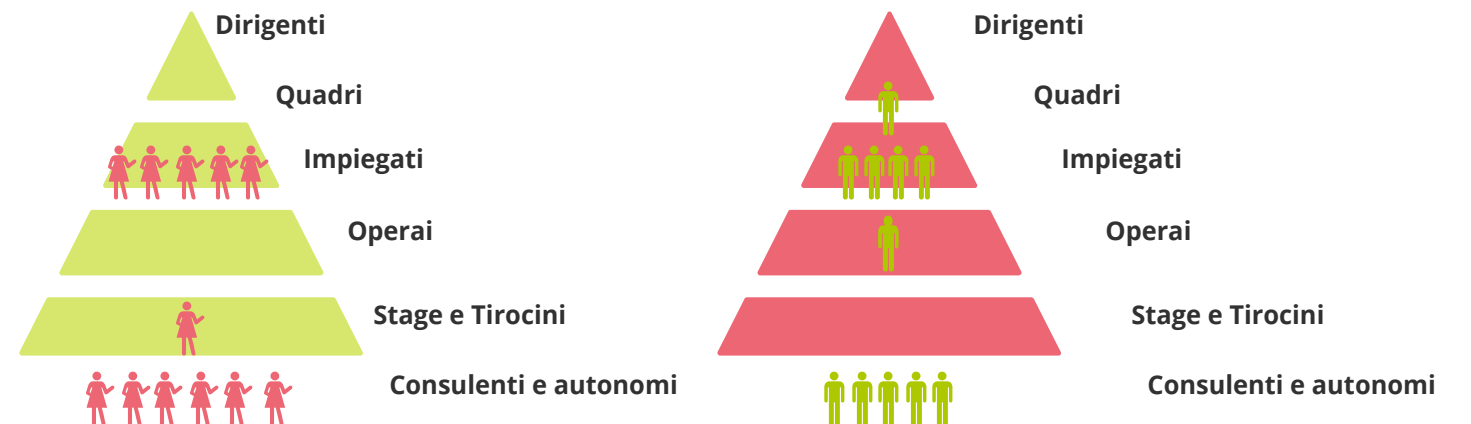 Dirigenti
Quadri
Impiegati
Operai
Stage e Tirocini
Consulenti e autonomi
Dirigenti
Quadri
Impiegati
Operai
Stage e Tirocini
Consulenti e autonomi